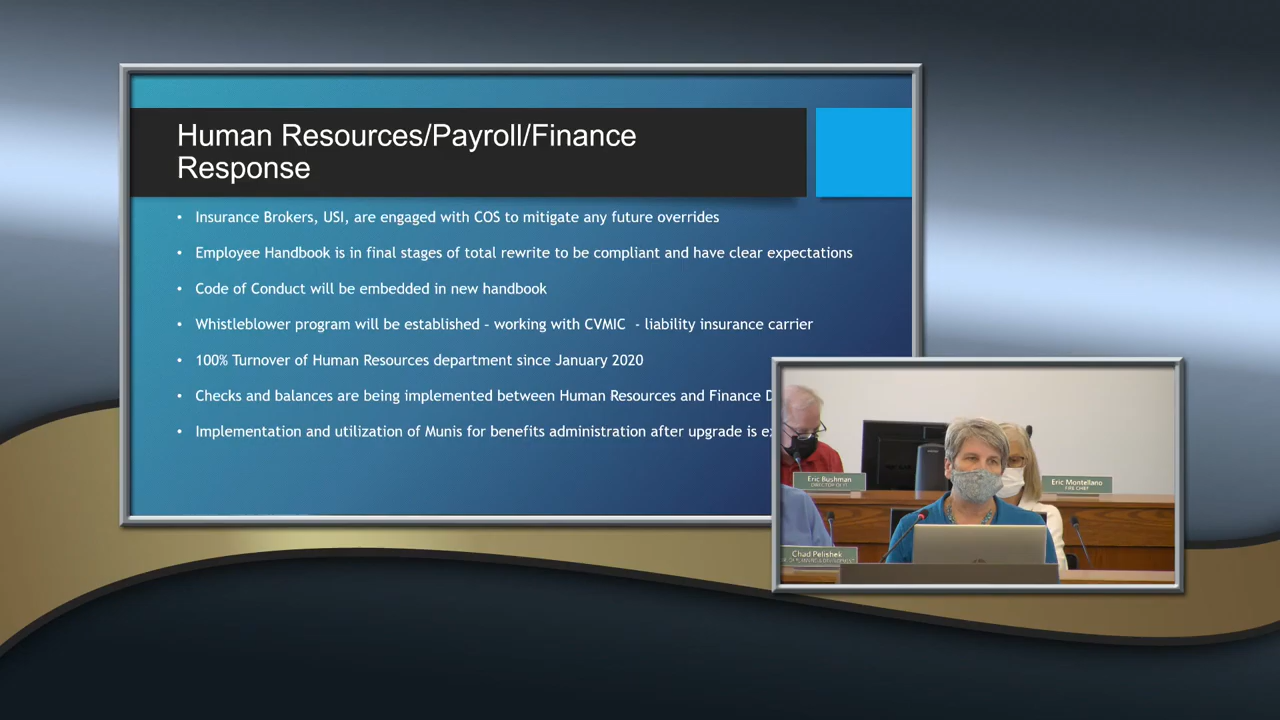 Human Resources/Payroll/Finance
Response
• Insurance Brokers, USI, are engaged with COS to mitigate any future overrides
• Employee Handbook is in final stages of total rewrite to be compliant and have clear expectations
• Code of Conduct will be embedded in new handbook
• Whistleblower program will be established - working with CVMIC - liability insurance carrier
• 100% Turnover of Human Resources department since January 2020
• Checks and balances are being implemented between Human Resources and Finance
• Implementation and utilization of Munis for benefits administration after upgrade is
Eric Bushman
Eric Montellano
FIRE CHIEF
Chad Pelishek